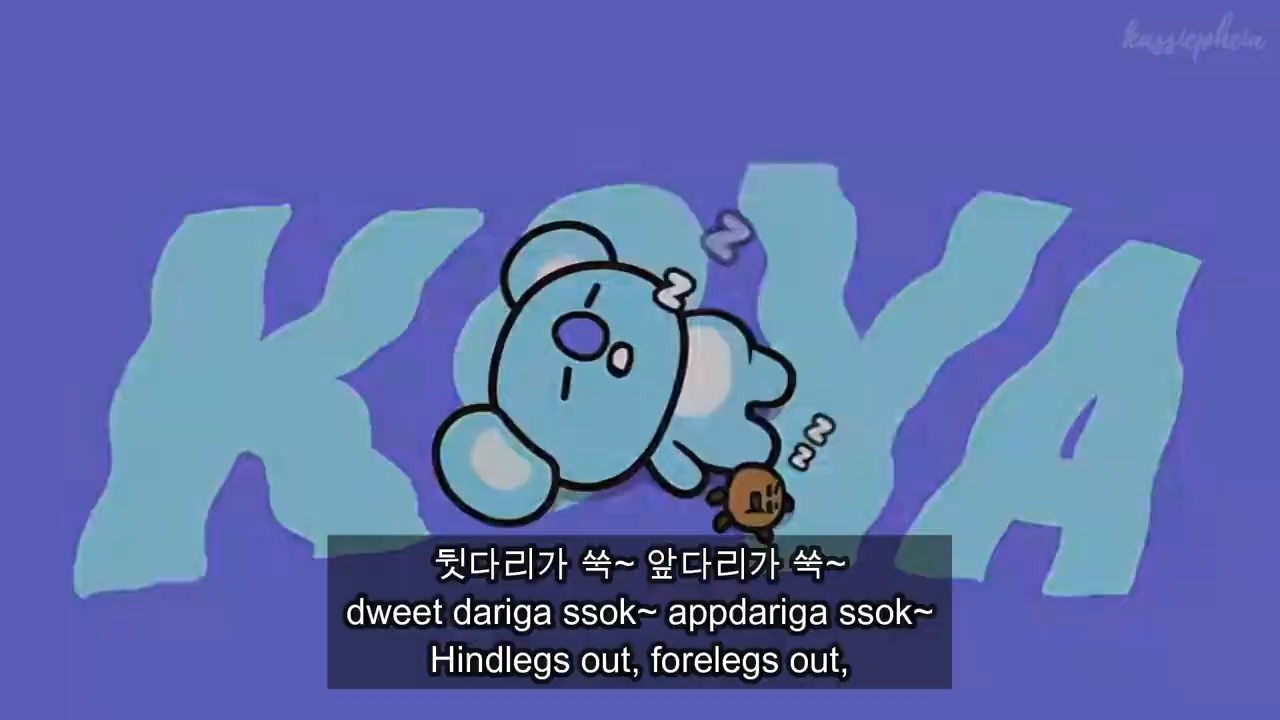 kassiepheia
KOYA
z
z
z
z
뒷다리가 쑥~ 앞다리가 쑥~
dweet dariga ssok~ appdariga ssok~
Hindlegs out, forelegs out,